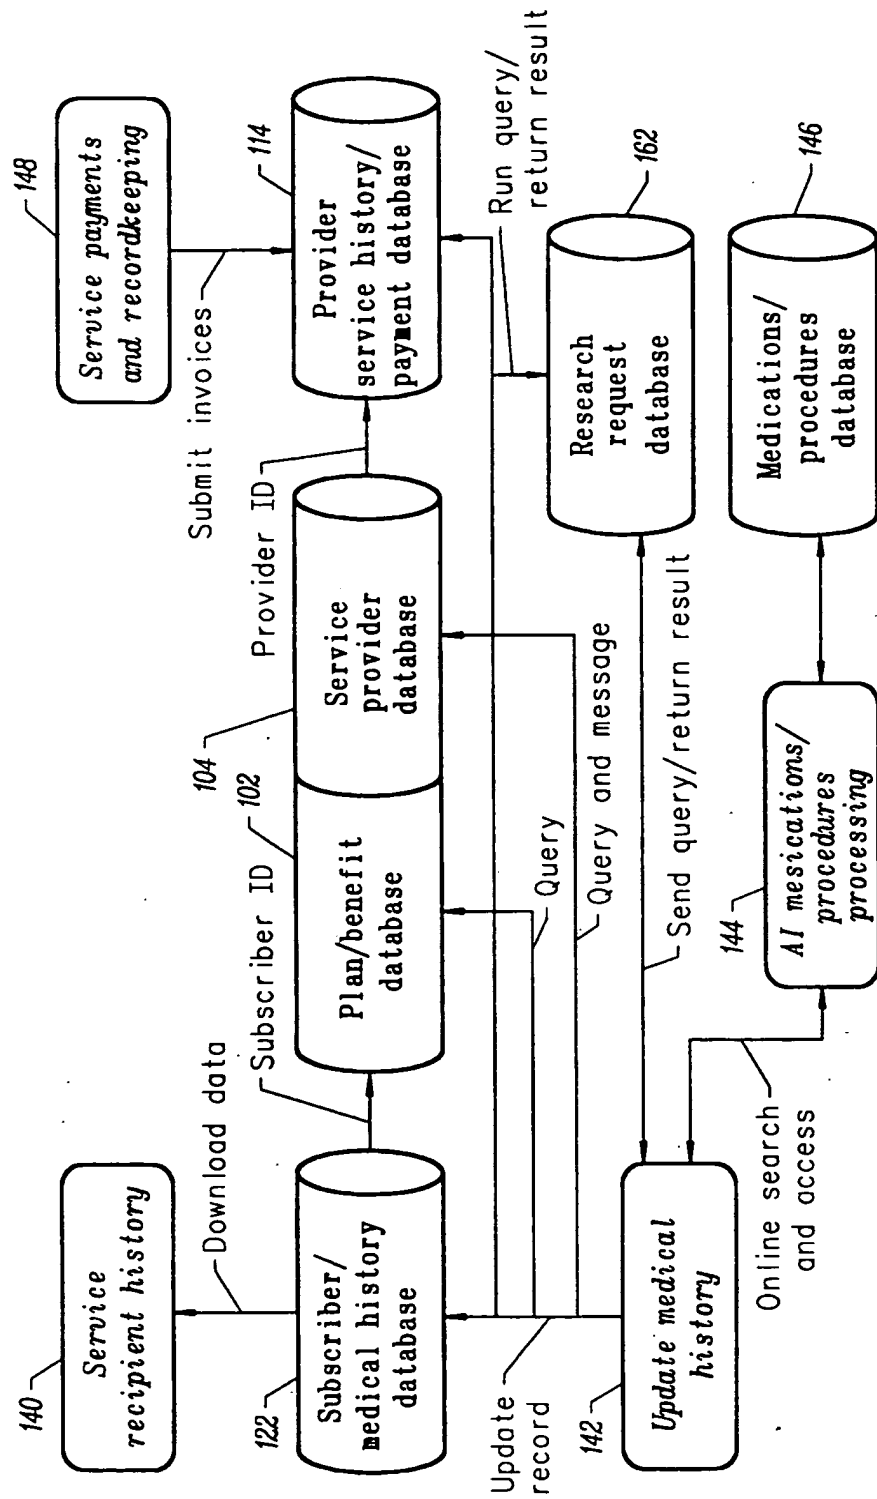 140
Service
recipient history
Download data
148
Service payments
and recordkeeping
Submit invoices
122
Subscriber/
medical history
database
Subscriber ID
102
Plan/benefit
database
104
Service
provider
database
Provider ID
114
Provider
service history/
payment database
Run query/
return result
Query
Query and message
Update
record
142
Update medical
history
Send query/return result
162
Research
request
database
Online search
and access
144
AI mesications/
procedures
processing
146
Medications/
procedures
database